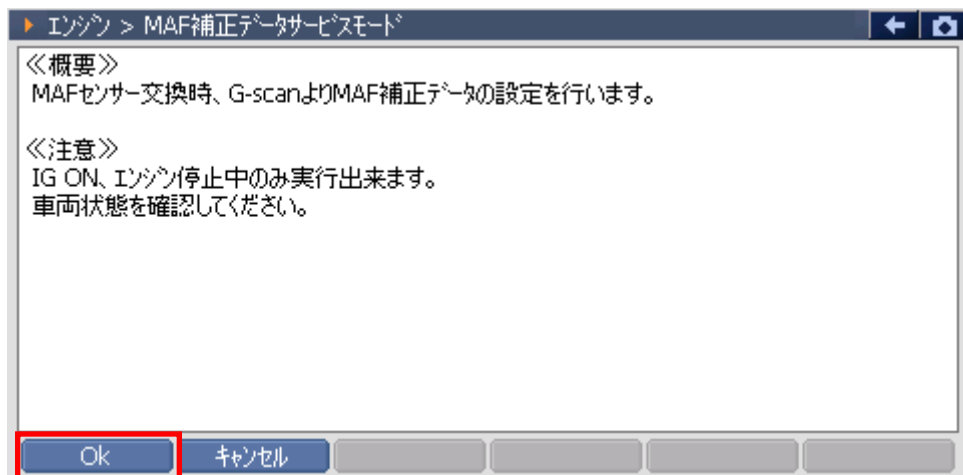 エンジン > MAF補正データサービスモード
≪概要≫
MAFセンサー交換時、G-scanよりMAF補正データの設定を行います。
≪注意≫
IG ON、エンジン停止中のみ実行出来ます。
車両状態を確認してください。
Ok キャンセル